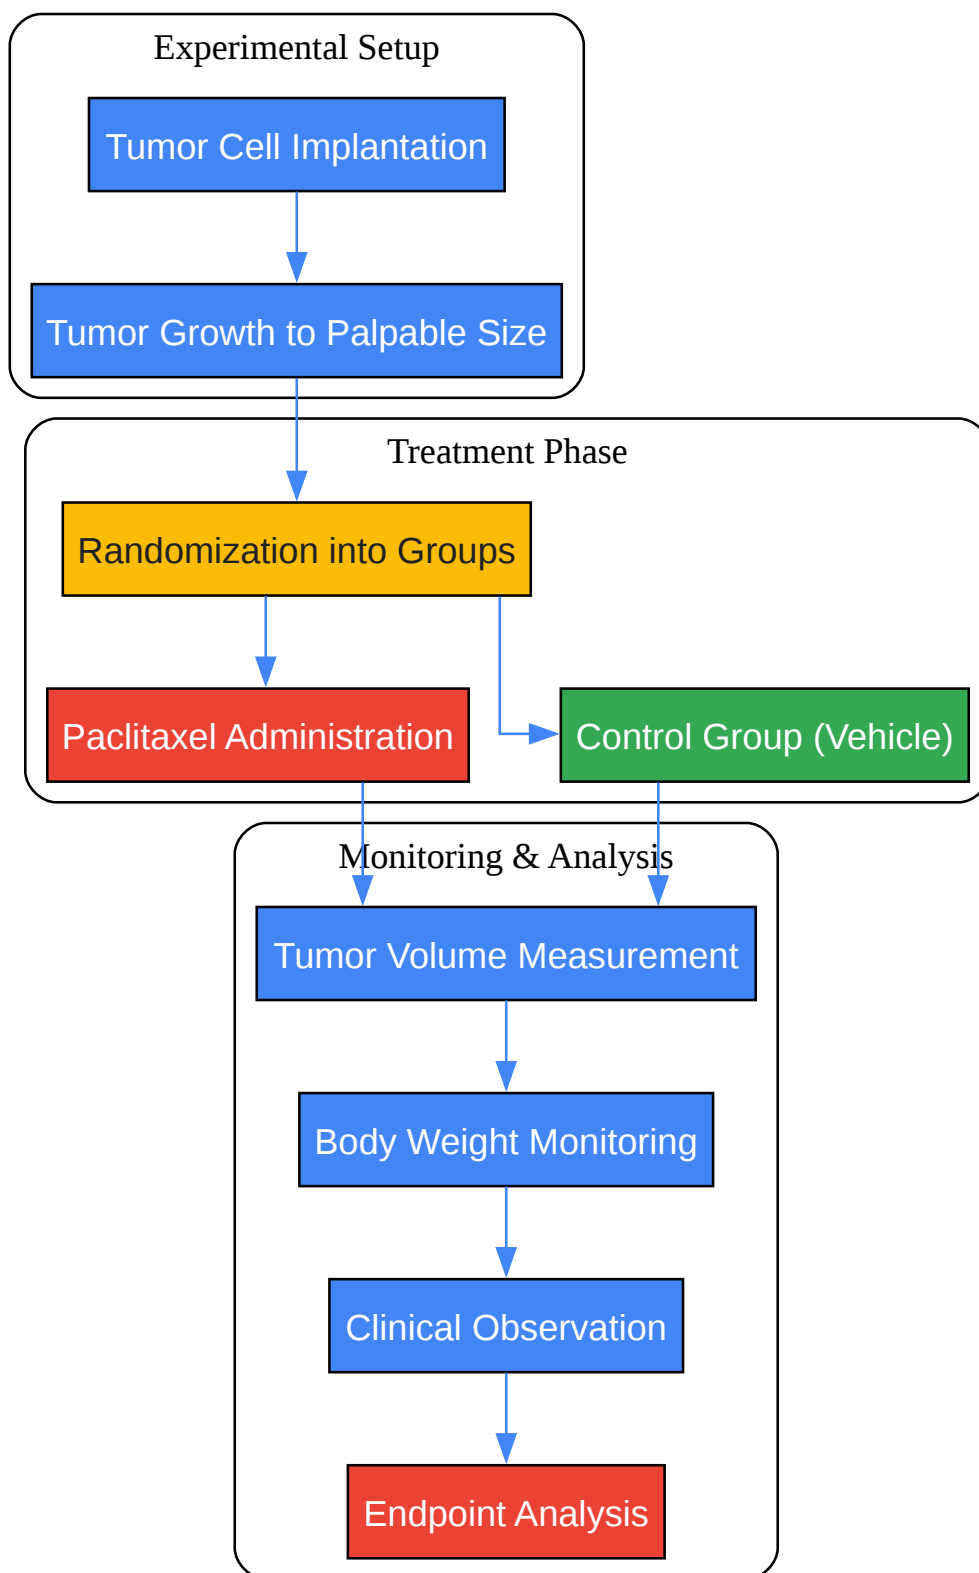 Experimental Setup
Tumor Cell Implantation
Tumor Growth to Palpable Size
Treatment Phase
Randomization into Groups
Paclitaxel Administration
Control Group (Vehicle)
Monitoring & Analysis
Tumor Volume Measurement
Body Weight Monitoring
Clinical Observation
Endpoint Analysis